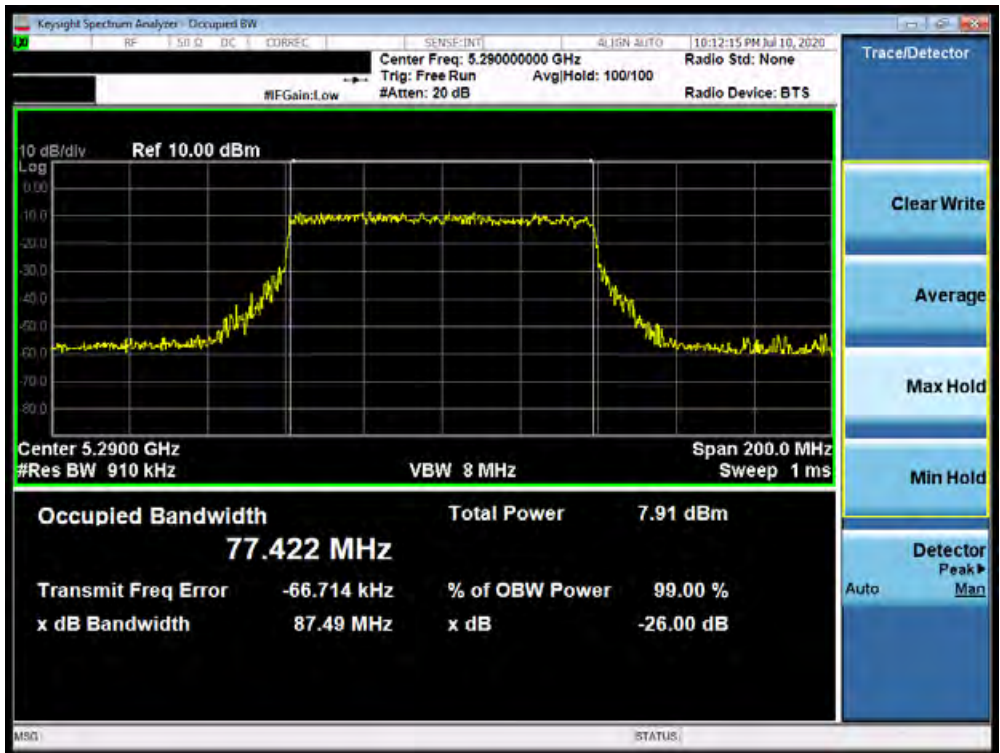 Keysight Spectrum Analyzer - Occupied BW
LXI RF 50 Ω DC CORREC SENSE:INT ALIGN AUTO 10:12:15 PM Jul 10, 2020
Center Freq: 5.290000000 GHz Radio Std: None
Trig: Free Run Avg|Hold: 100/100
#IFGain:Low #Atten: 20 dB Radio Device: BTS
10 dB/div Ref 10.00 dBm
Log
0.00
-10.0
-20.0
-30.0
-40.0
-50.0
-60.0
-70.0
-80.0
Center 5.2900 GHz Span 200.0 MHz
#Res BW 910 kHz VBW 8 MHz Sweep 1 ms
Occupied Bandwidth Total Power 7.91 dBm
77.422 MHz
Transmit Freq Error -66.714 kHz % of OBW Power 99.00 %
x dB Bandwidth 87.49 MHz x dB -26.00 dB
MSG STATUS
Trace/Detector
Clear Write
Average
Max Hold
Min Hold
Detector
Peak▶
Auto Man